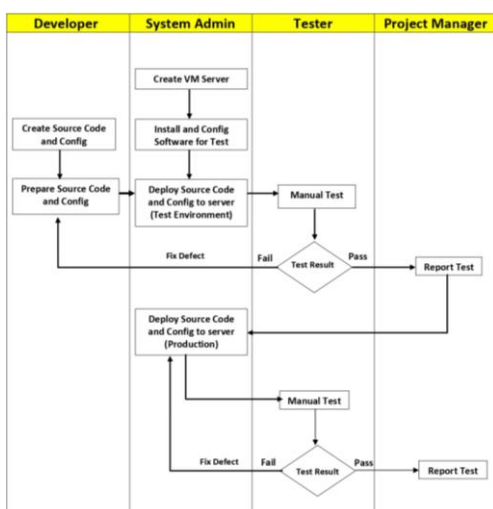 Developer
System Admin
Tester
Project Manager
Create VM Server
Create Source Code
and Config
Install and Config
Software for Test
Prepare Source Code
and Config
Deploy Source Code
and Config to server
(Test Environment)
Manual Test
Fix Defect
Fail
Test Result
Pass
Report Test
Deploy Source Code
and Config to server
(Production)
Manual Test
Fix Defect
Fail
Test Result
Pass
Report Test